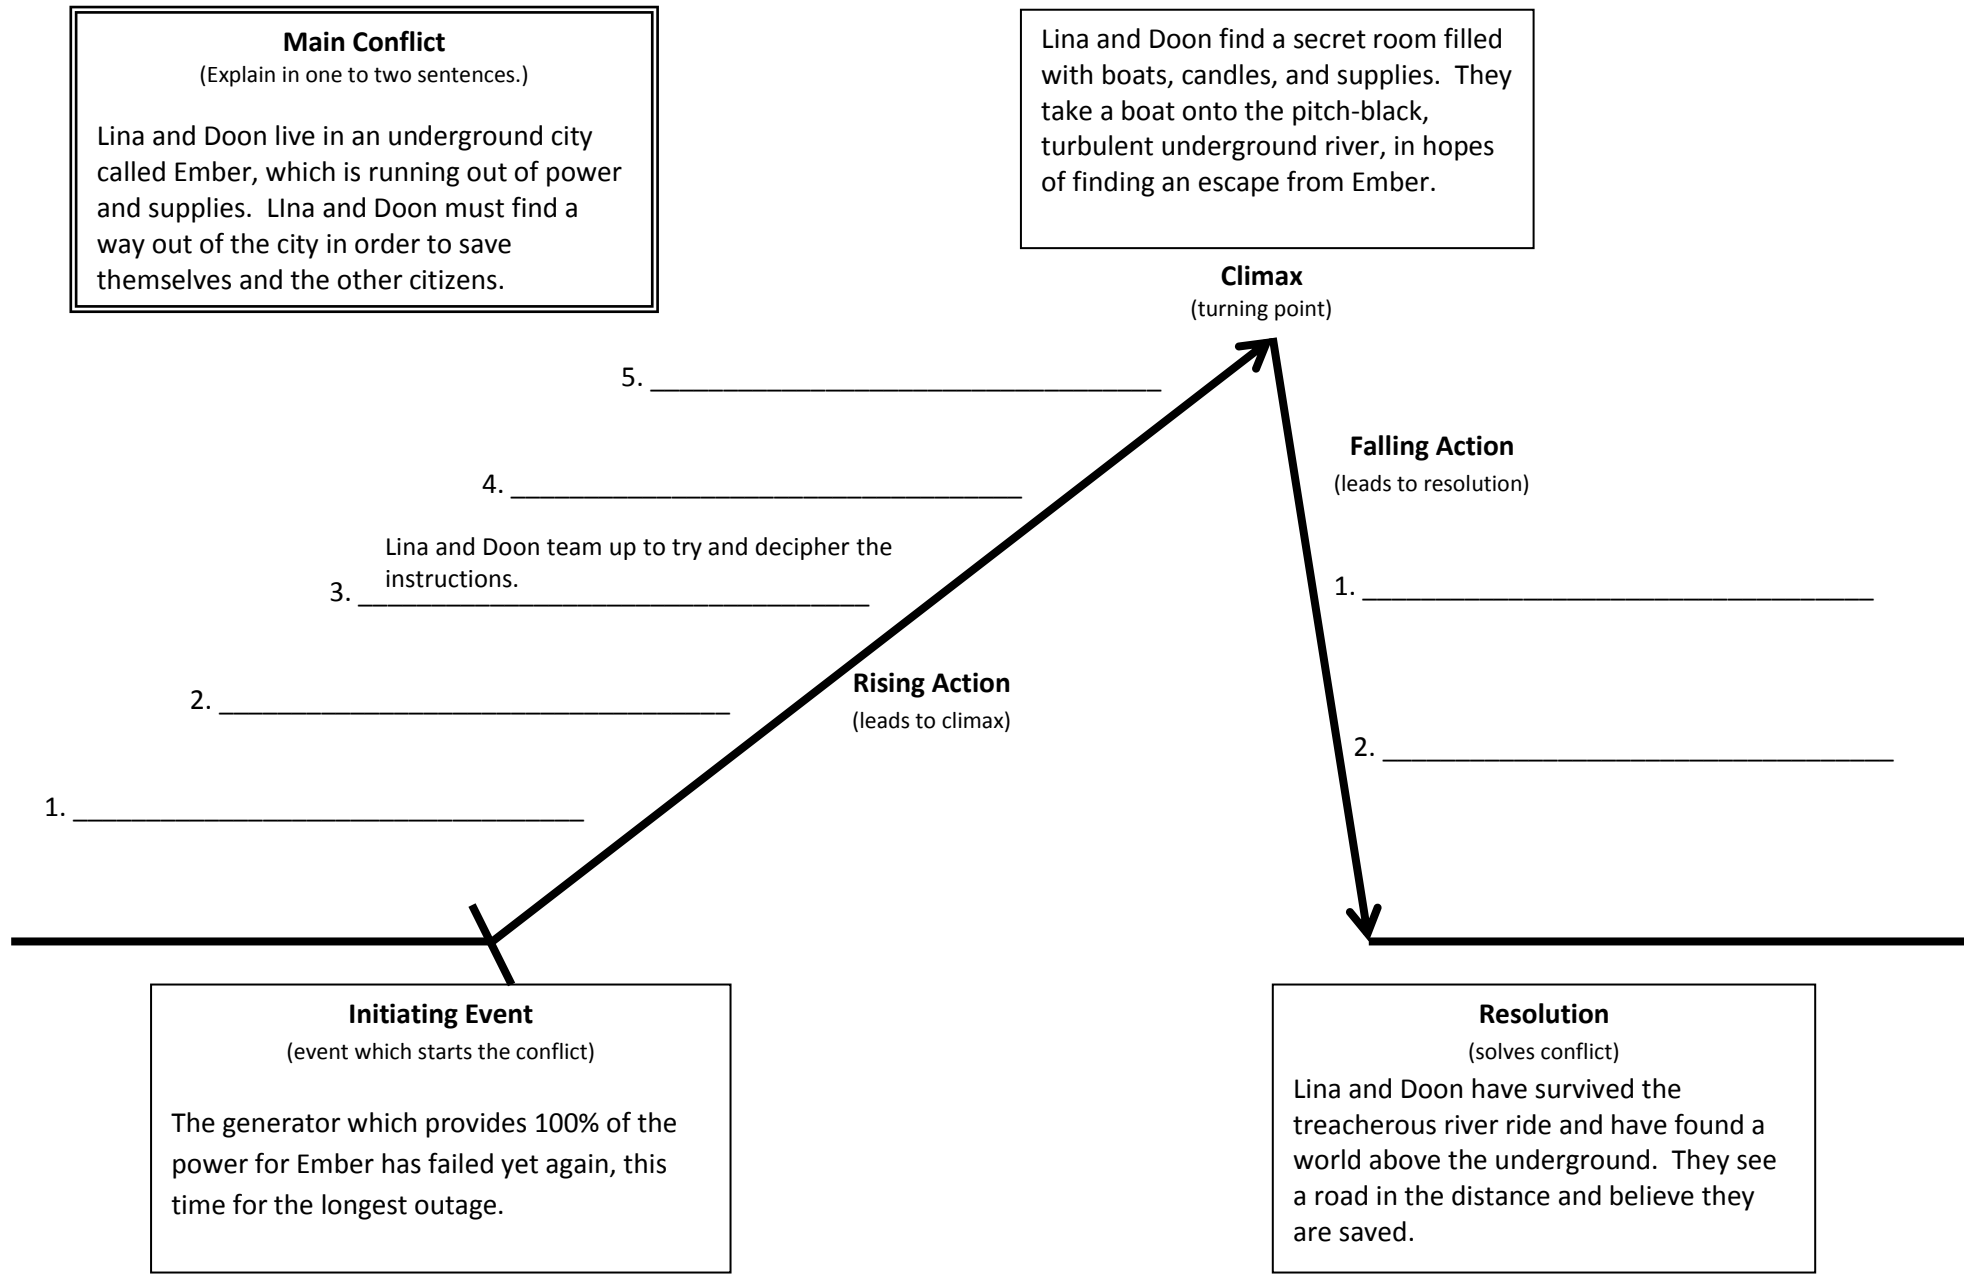 Main Conflict
(Explain in one to two sentences.)
Lina and Doon live in an underground city
called Ember, which is running out of power
and supplies.  LIna and Doon must find a
way out of the city in order to save
themselves and the other citizens.
Lina and Doon find a secret room filled
with boats, candles, and supplies.  They
take a boat onto the pitch-black,
turbulent underground river, in hopes
of finding an escape from Ember.
Climax
(turning point)
5. ___________________________________
4. ___________________________________
Lina and Doon team up to try and decipher the
instructions.
3. ___________________________________
2. ___________________________________
1. ___________________________________
Rising Action
(leads to climax)
Falling Action
(leads to resolution)
1. ___________________________________
2. ___________________________________
Initiating Event
(event which starts the conflict)
The generator which provides 100% of the
power for Ember has failed yet again, this
time for the longest outage.
Resolution
(solves conflict)
Lina and Doon have survived the
treacherous river ride and have found a
world above the underground.  They see
a road in the distance and believe they
are saved.